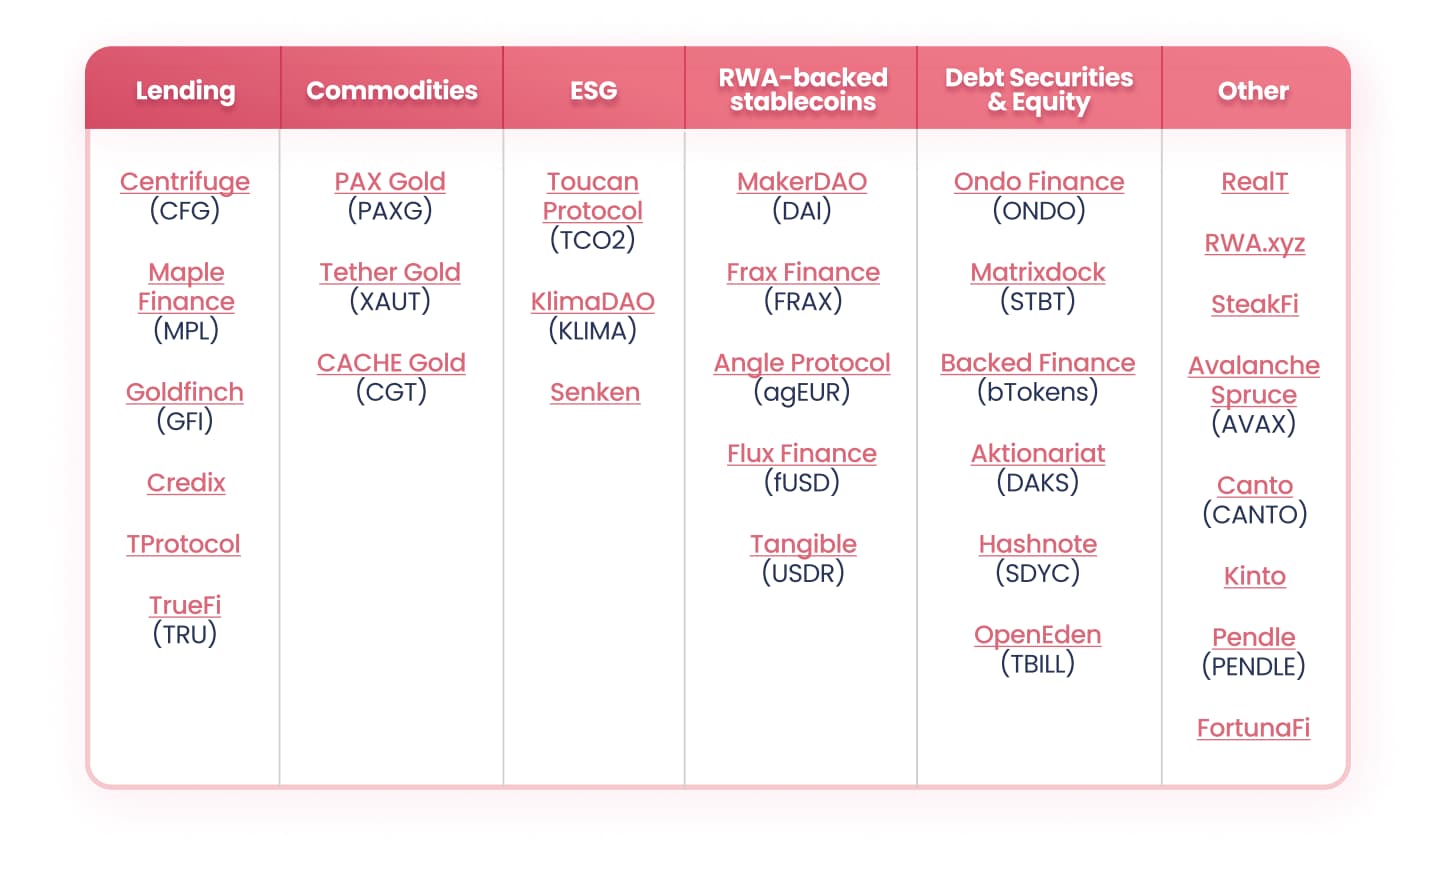 Lending
Commodities
ESG
RWA-backed
stablecoins
Debt Securities
& Equity
Other
Centrifuge
(CFG)
Maple
Finance
(MPL)
Goldfinch
(GFI)
Credix
TProtocol
TrueFi
(TRU)
PAX Gold
(PAXG)
Tether Gold
(XAUT)
CACHE Gold
(CGT)
Toucan
Protocol
(TCO2)
KlimaDAO
(KLIMA)
Senken
MakerDAO
(DAI)
Frax Finance
(FRAX)
Angle Protocol
(agEUR)
Flux Finance
(fUSD)
Tangible
(USDR)
Ondo Finance
(ONDO)
Matrixdock
(STBT)
Backed Finance
(bTokens)
Aktionariat
(DAKS)
Hashnote
(SDYC)
OpenEden
(TBILL)
RealT
RWA.xyz
SteakFi
Avalanche
Spruce
(AVAX)
Canto
(CANTO)
Kinto
Pendle
(PENDLE)
FortunaFi